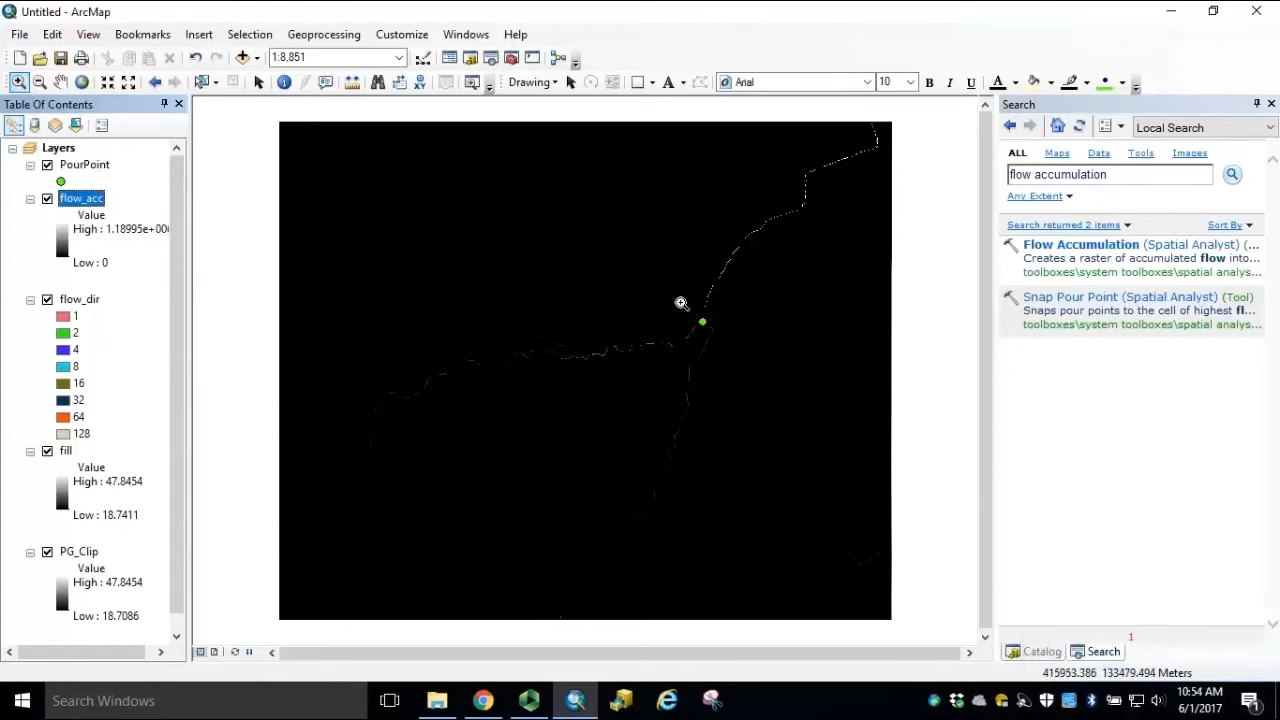 Untitled - ArcMap
File Edit View Bookmarks Insert Selection Geoprocessing Customize Windows Help
1:8,851
Drawing Arial 10 B I U A
Table Of Contents
Layers
PourPoint
flow_acc
Value
High : 1.18995e+00
Low : 0
flow_dir
1
2
4
8
16
32
64
128
fill
Value
High : 47.8454
Low : 18.7411
PG_Clip
Value
High : 47.8454
Low : 18.7086
Search
Local Search
ALL Maps Data Tools Images
flow accumulation
Any Extent
Search returned 2 items Sort By
Flow Accumulation (Spatial Analyst) (...
Creates a raster of accumulated flow into...
toolboxes\system toolboxes\spatial analys...
Snap Pour Point (Spatial Analyst) (Tool)
Snaps pour points to the cell of highest fl...
toolboxes\system toolboxes\spatial analys...
1
Catalog Search
415953.386 133479.494 Meters
Search Windows
10:54 AM
6/1/2017
1